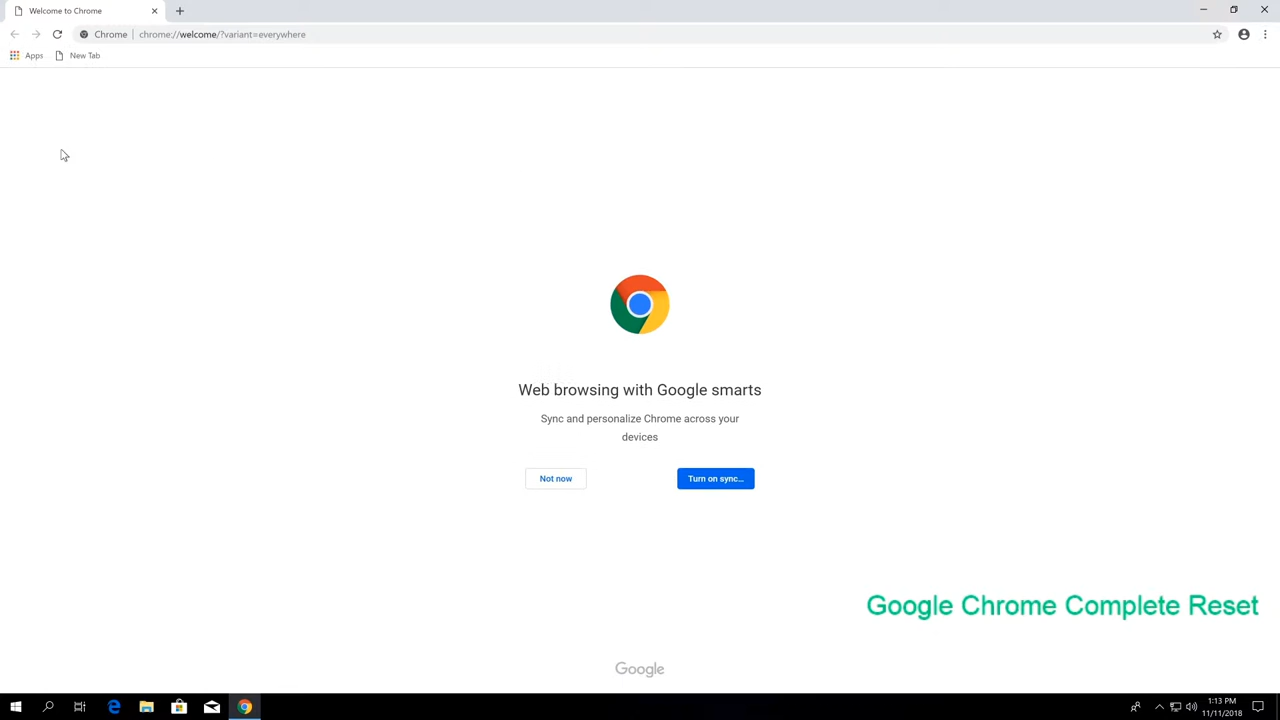 Welcome to Chrome
Chrome chrome://welcome/?variant=everywhere
Apps New Tab
Web browsing with Google smarts
Sync and personalize Chrome across your
devices
Not now Turn on sync...
Google Chrome Complete Reset
Google
1:13 PM
11/11/2018